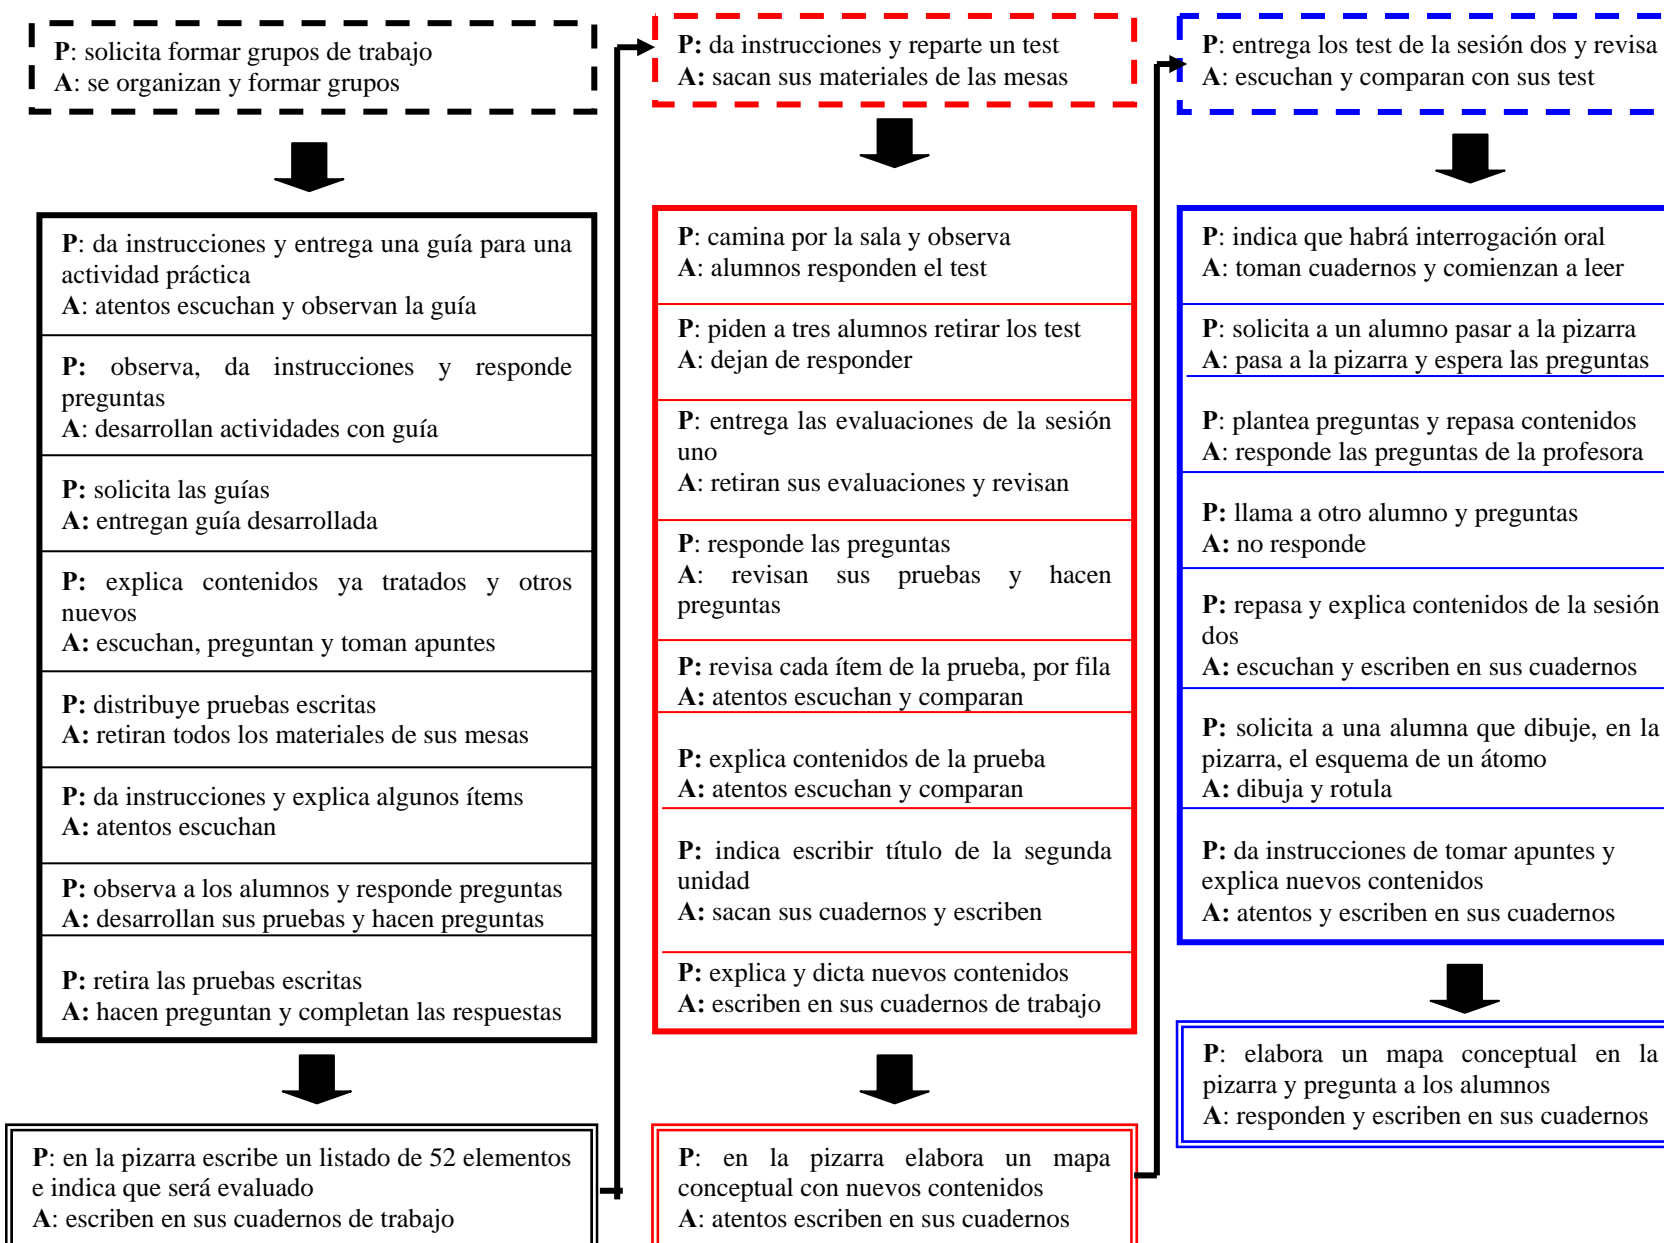 P: solicita formar grupos de trabajo
A: se organizan y formar grupos
P: da instrucciones y entrega una guía para una
actividad práctica
A: atentos escuchan y observan la guía
P: observa, da instrucciones y responde
preguntas
A: desarrollan actividades con guía
P: solicita las guías
A: entregan guía desarrollada
P: explica contenidos ya tratados y otros
nuevos
A: escuchan, preguntan y toman apuntes
P: distribuye pruebas escritas
A: retiran todos los materiales de sus mesas
P: da instrucciones y explica algunos ítems
A: atentos escuchan
P: observa a los alumnos y responde preguntas
A: desarrollan sus pruebas y hacen preguntas
P: retira las pruebas escritas
A: hacen preguntan y completan las respuestas
P: en la pizarra escribe un listado de 52 elementos
e indica que será evaluado
A: escriben en sus cuadernos de trabajo
P: da instrucciones y reparte un test
A: sacan sus materiales de las mesas
P: camina por la sala y observa
A: alumnos responden el test
P: piden a tres alumnos retirar los test
A: dejan de responder
P: entrega las evaluaciones de la sesión
uno
A: retiran sus evaluaciones y revisan
P: responde las preguntas
A: revisan sus pruebas y hacen
preguntas
P: revisa cada ítem de la prueba, por fila
A: atentos escuchan y comparan
P: explica contenidos de la prueba
A: atentos escuchan y comparan
P: indica escribir título de la segunda
unidad
A: sacan sus cuadernos y escriben
P: explica y dicta nuevos contenidos
A: escriben en sus cuadernos de trabajo
P: en la pizarra elabora un mapa
conceptual con nuevos contenidos
A: atentos escriben en sus cuadernos
P: entrega los test de la sesión dos y revisa
A: escuchan y comparan con sus test
P: indica que habrá interrogación oral
A: toman cuadernos y comienzan a leer
P: solicita a un alumno pasar a la pizarra
A: pasa a la pizarra y espera las preguntas
P: plantea preguntas y repasa contenidos
A: responde las preguntas de la profesora
P: llama a otro alumno y preguntas
A: no responde
P: repasa y explica contenidos de la sesión
dos
A: escuchan y escriben en sus cuadernos
P: solicita a una alumna que dibuje, en la
pizarra, el esquema de un átomo
A: dibuja y rotula
P: da instrucciones de tomar apuntes y
explica nuevos contenidos
A: atentos y escriben en sus cuadernos
P: elabora un mapa conceptual en la
pizarra y pregunta a los alumnos
A: responden y escriben en sus cuadernos